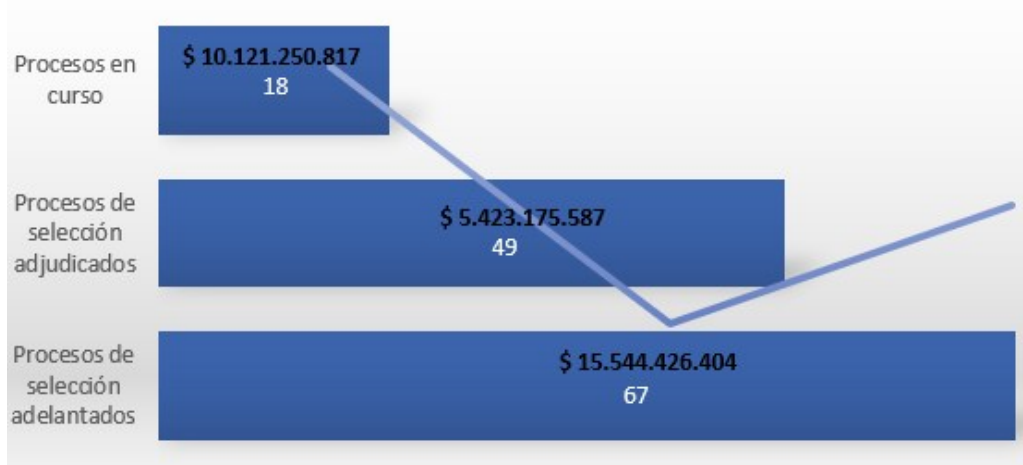 Procesos en
curso
$ 10.121.250.817
18
Procesos de
selección
adjudicados
$ 5.423.175.587
49
Procesos de
selección
adelantados
$ 15.544.426.404
67